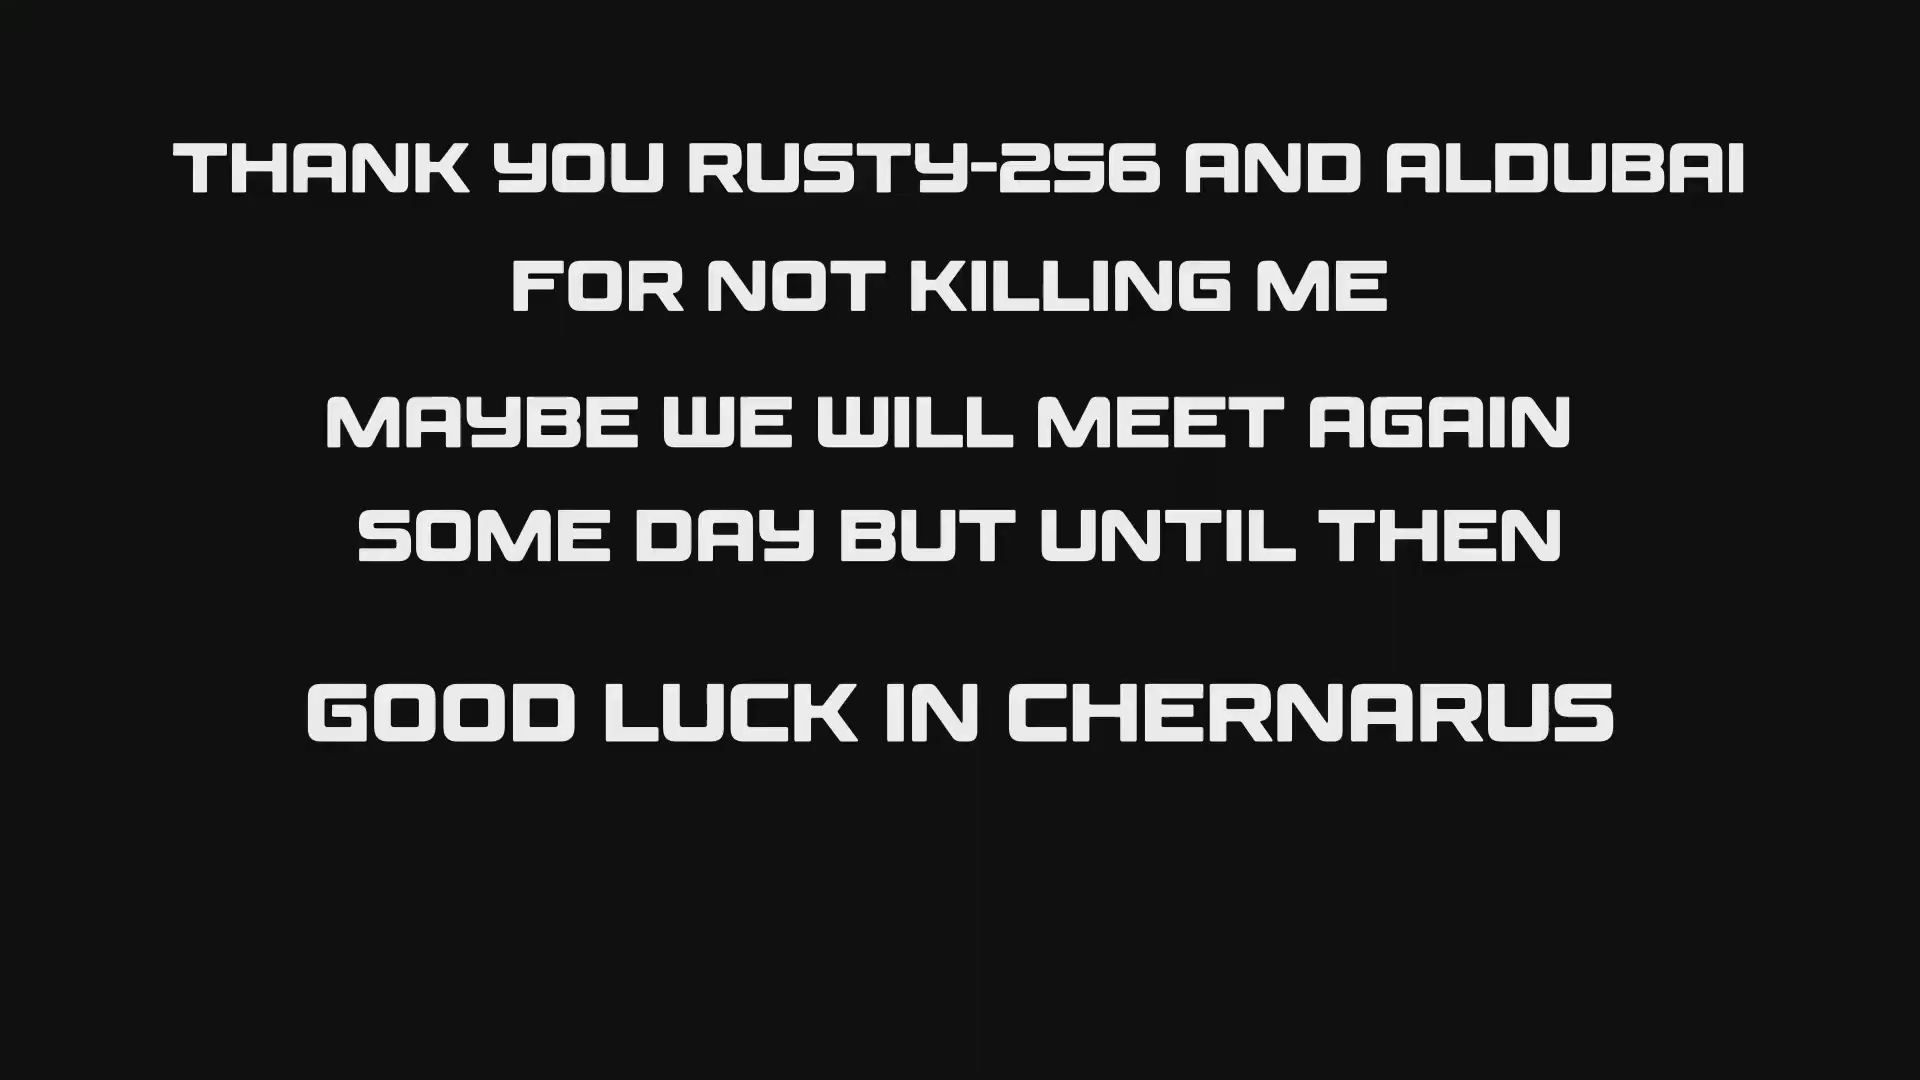 THANK YOU RUSTY-256 AND ALDUBAI
FOR NOT KILLING ME
MAYBE WE WILL MEET AGAIN
SOME DAY BUT UNTIL THEN
GOOD LUCK IN CHERNARUS